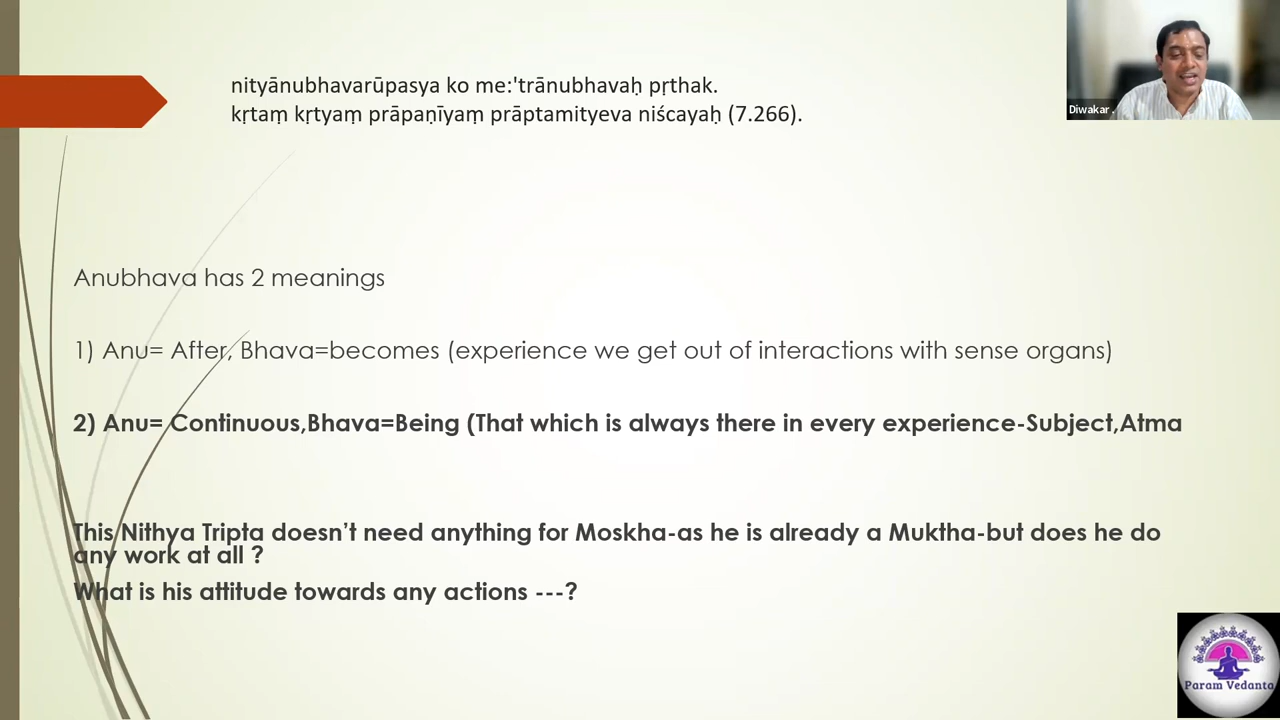 nityānubhavarūpasya ko me:'trānubhavaḥ pṛthak.
kṛtaṃ kṛtyaṃ prāpaṇīyaṃ prāptamityeva niścayaḥ (7.266).
Diwakar .
Anubhava has 2 meanings
1) Anu= After, Bhava=becomes (experience we get out of interactions with sense organs)
2) Anu= Continuous,Bhava=Being (That which is always there in every experience-Subject,Atma
This Nithya Tripta doesn’t need anything for Moskha-as he is already a Muktha-but does he do
any work at all ?
What is his attitude towards any actions ---?
Param Vedanta